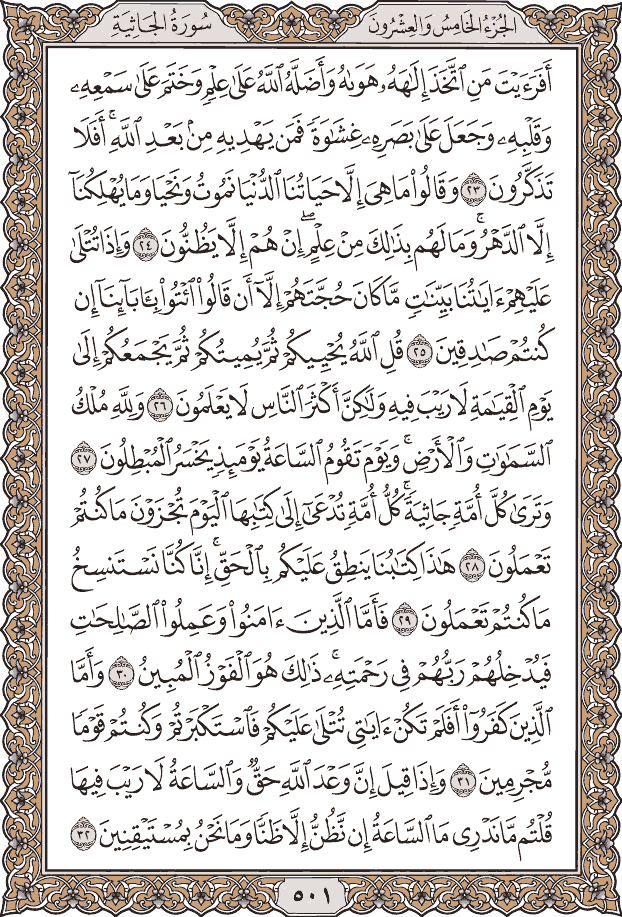 الجُزْءُ الخَامِسُ وَالعِشْرُونَ سُورَةُ الجَاثِيَةِ
أَفَرَءَيْتَ مَنِ ٱتَّخَذَ إِلَٰهَهُۥ هَوَىٰهُ وَأَضَلَّهُ ٱللَّهُ عَلَىٰ عِلْمٖ وَخَتَمَ عَلَىٰ سَمْعِهِۦ
وَقَلْبِهِۦ وَجَعَلَ عَلَىٰ بَصَرِهِۦ غِشَٰوَةٗ فَمَن يَهْدِيهِ مِنۢ بَعْدِ ٱللَّهِۚ أَفَلَا
تَذَكَّرُونَ ٢٣ وَقَالُوا۟ مَا هِيَ إِلَّا حَيَاتُنَا ٱلدُّنْيَا نَمُوتُ وَنَحْيَا وَمَا يُهْلِكُنَآ
إِلَّا ٱلدَّهْرُۚ وَمَا لَهُم بِذَٰلِكَ مِنْ عِلْمٍۖ إِنْ هُمْ إِلَّا يَظُنُّونَ ٢٤ وَإِذَا تُتْلَىٰ
عَلَيْهِمْ ءَايَٰتُنَا بَيِّنَٰتٖ مَّا كَانَ حُجَّتَهُمْ إِلَّآ أَن قَالُوا۟ ٱئْتُوا۟ بِـَٔابَآئِنَآ إِن
كُنتُمْ صَٰدِقِينَ ٢٥ قُلِ ٱللَّهُ يُحْيِيكُمْ ثُمَّ يُمِيتُكُمْ ثُمَّ يَجْمَعُكُمْ إِلَىٰ
يَوْمِ ٱلْقِيَٰمَةِ لَا رَيْبَ فِيهِ وَلَٰكِنَّ أَكْثَرَ ٱلنَّاسِ لَا يَعْلَمُونَ ٢٦ وَلِلَّهِ مُلْكُ
ٱلسَّمَٰوَٰتِ وَٱلْأَرْضِۚ وَيَوْمَ تَقُومُ ٱلسَّاعَةُ يَوْمَئِذٖ يَخْسَرُ ٱلْمُبْطِلُونَ ٢٧
وَتَرَىٰ كُلَّ أُمَّةٖ جَاثِيَةٗۚ كُلُّ أُمَّةٖ تُدْعَىٰٓ إِلَىٰ كِتَٰبِهَا ٱلْيَوْمَ تُجْزَوْنَ مَا كُنتُمْ
تَعْمَلُونَ ٢٨ هَٰذَا كِتَٰبُنَا يَنطِقُ عَلَيْكُم بِٱلْحَقِّۚ إِنَّا كُنَّا نَسْتَنسِخُ
مَا كُنتُمْ تَعْمَلُونَ ٢٩ فَأَمَّا ٱلَّذِينَ ءَامَنُوا۟ وَعَمِلُوا۟ ٱلصَّٰلِحَٰتِ
فَيُدْخِلُهُمْ رَبُّهُمْ فِي رَحْمَتِهِۦۚ ذَٰلِكَ هُوَ ٱلْفَوْزُ ٱلْمُبِينُ ٣٠ وَأَمَّا
ٱلَّذِينَ كَفَرُوٓا۟ أَفَلَمْ تَكُنْ ءَايَٰتِي تُتْلَىٰ عَلَيْكُمْ فَٱسْتَكْبَرْتُمْ وَكُنتُمْ قَوْمٗا
مُّجْرِمِينَ ٣١ وَإِذَا قِيلَ إِنَّ وَعْدَ ٱللَّهِ حَقّٞ وَٱلسَّاعَةُ لَا رَيْبَ فِيهَا
قُلْتُم مَّا نَدْرِي مَا ٱلسَّاعَةُ إِن نَّظُنُّ إِلَّا ظَنّٗا وَمَا نَحْنُ بِمُسْتَيْقِنِينَ ٣٢
٥٠١